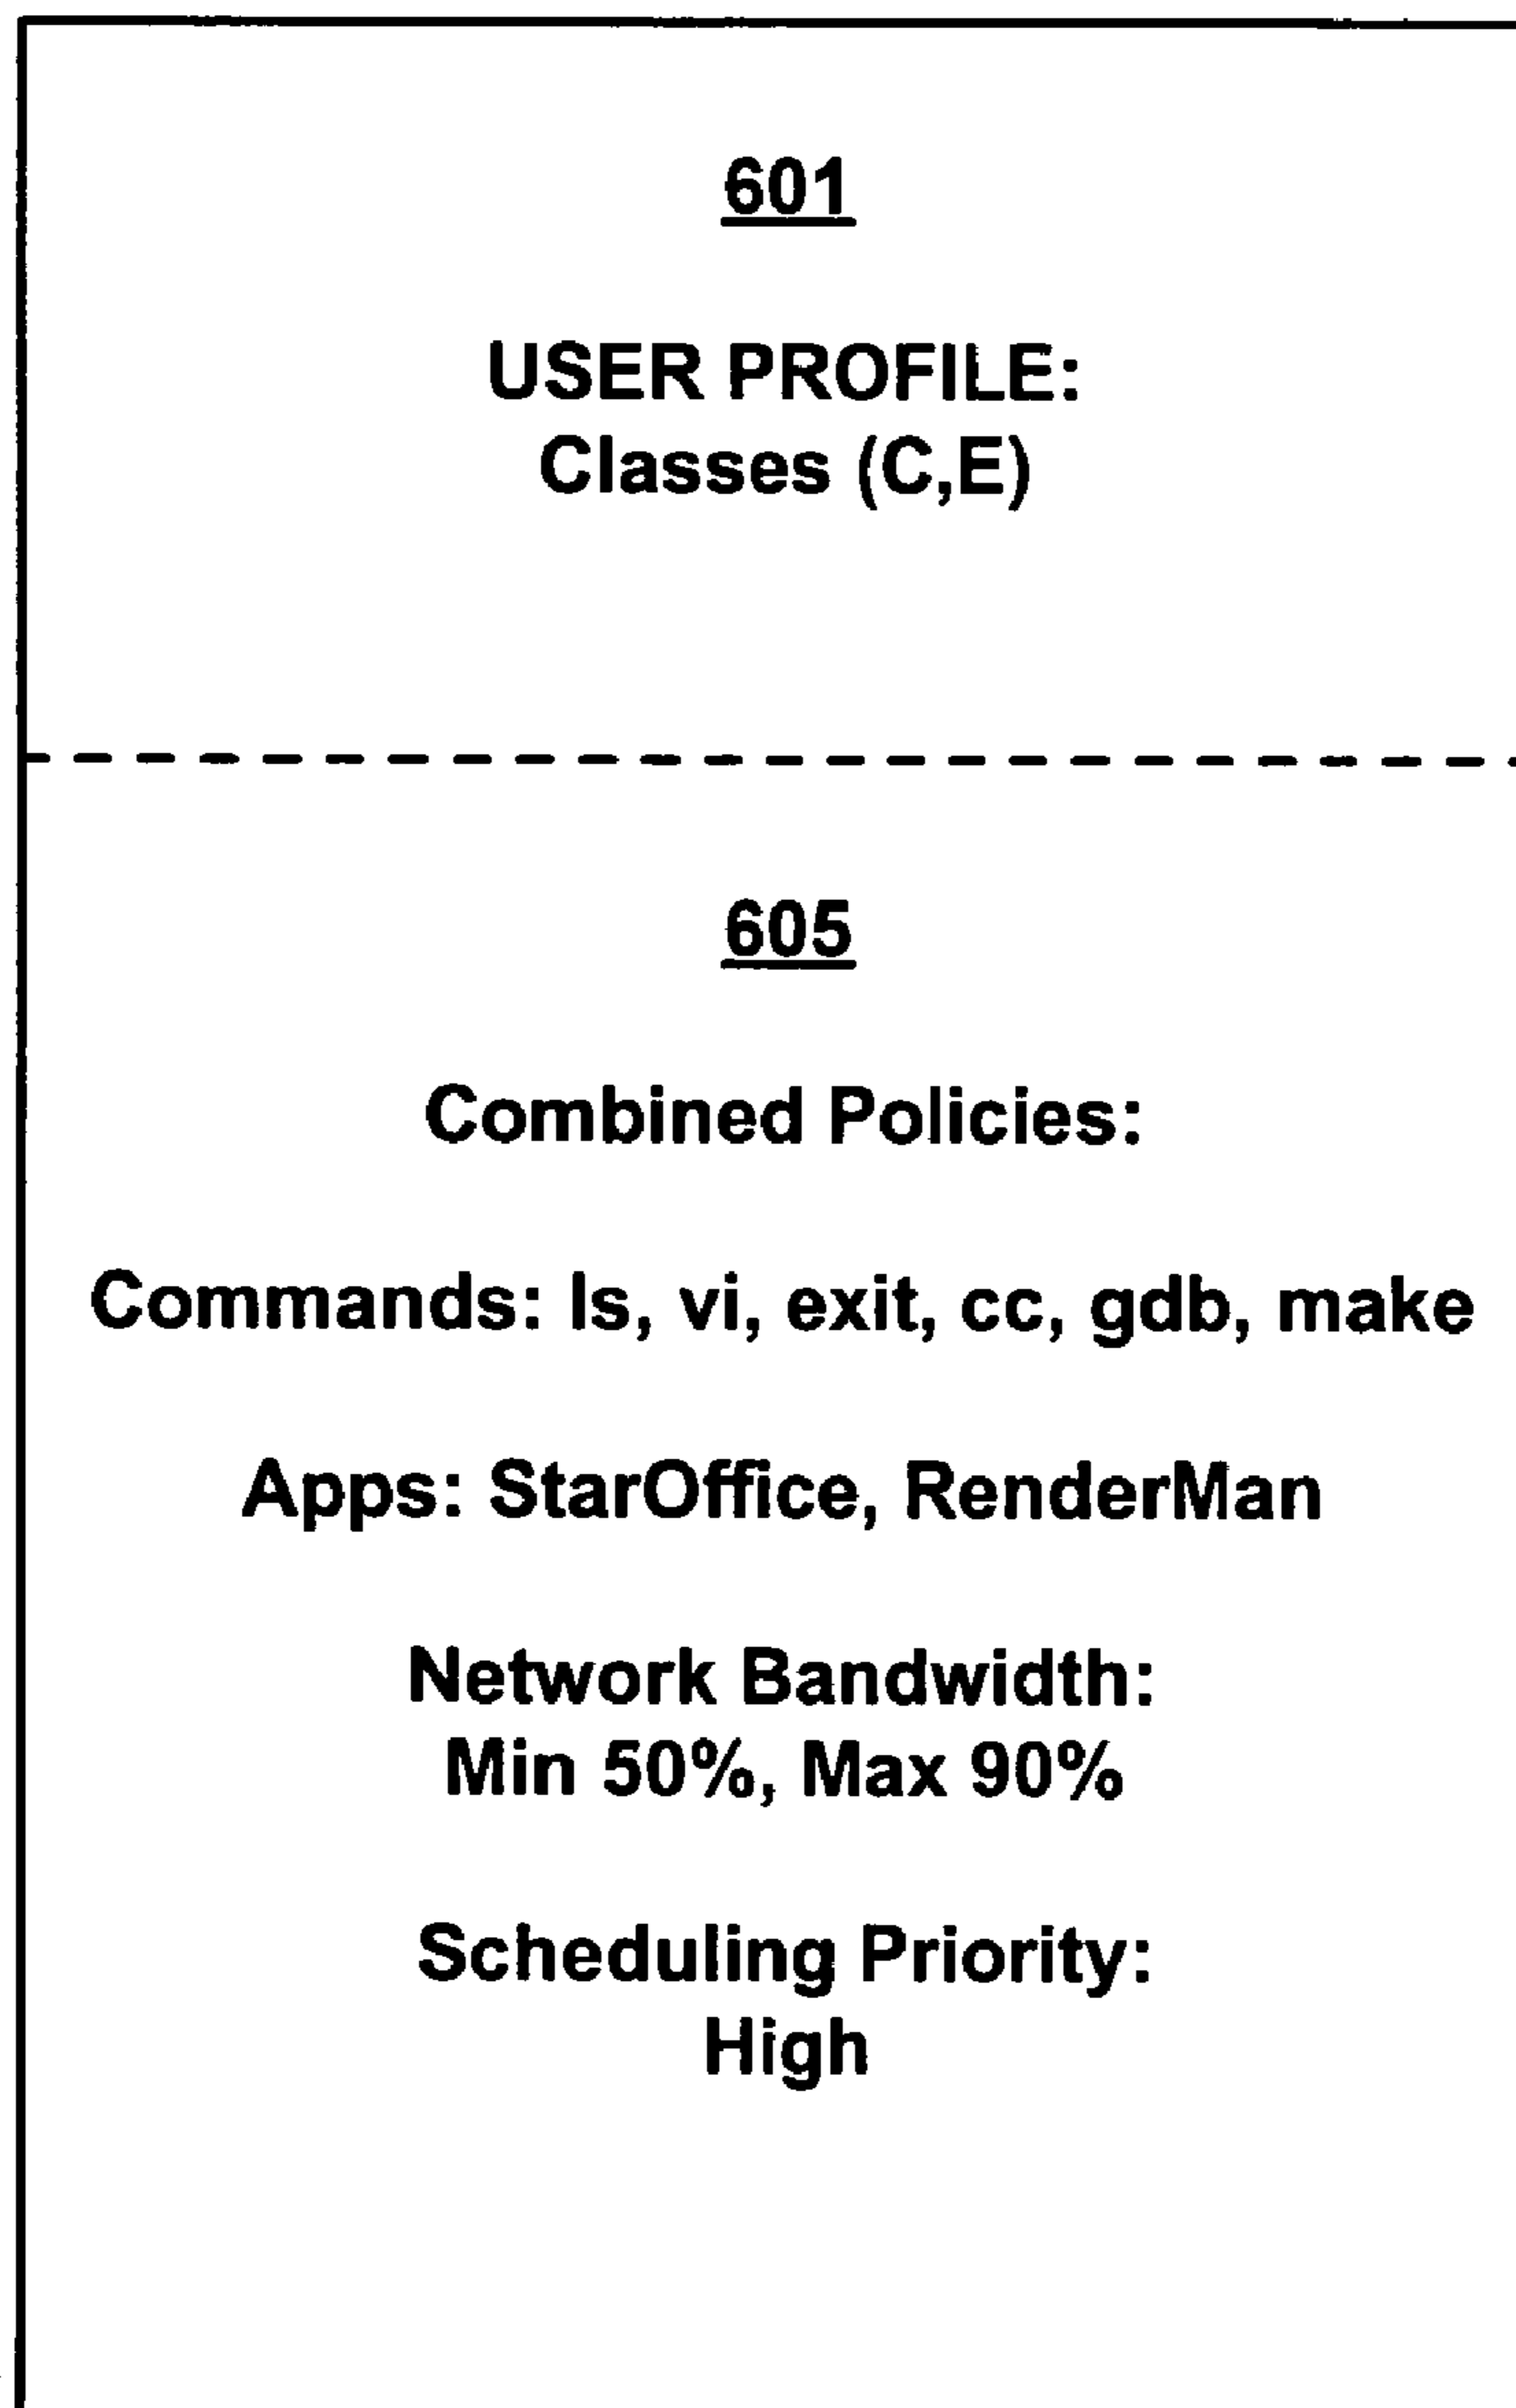 601
USER PROFILE:
Classes (C,E)
605
Combined Policies:
Commands: ls, vi, exit, cc, gdb, make
Apps: StarOffice, RenderMan
Network Bandwidth:
Min 50%, Max 90%
Scheduling Priority:
High